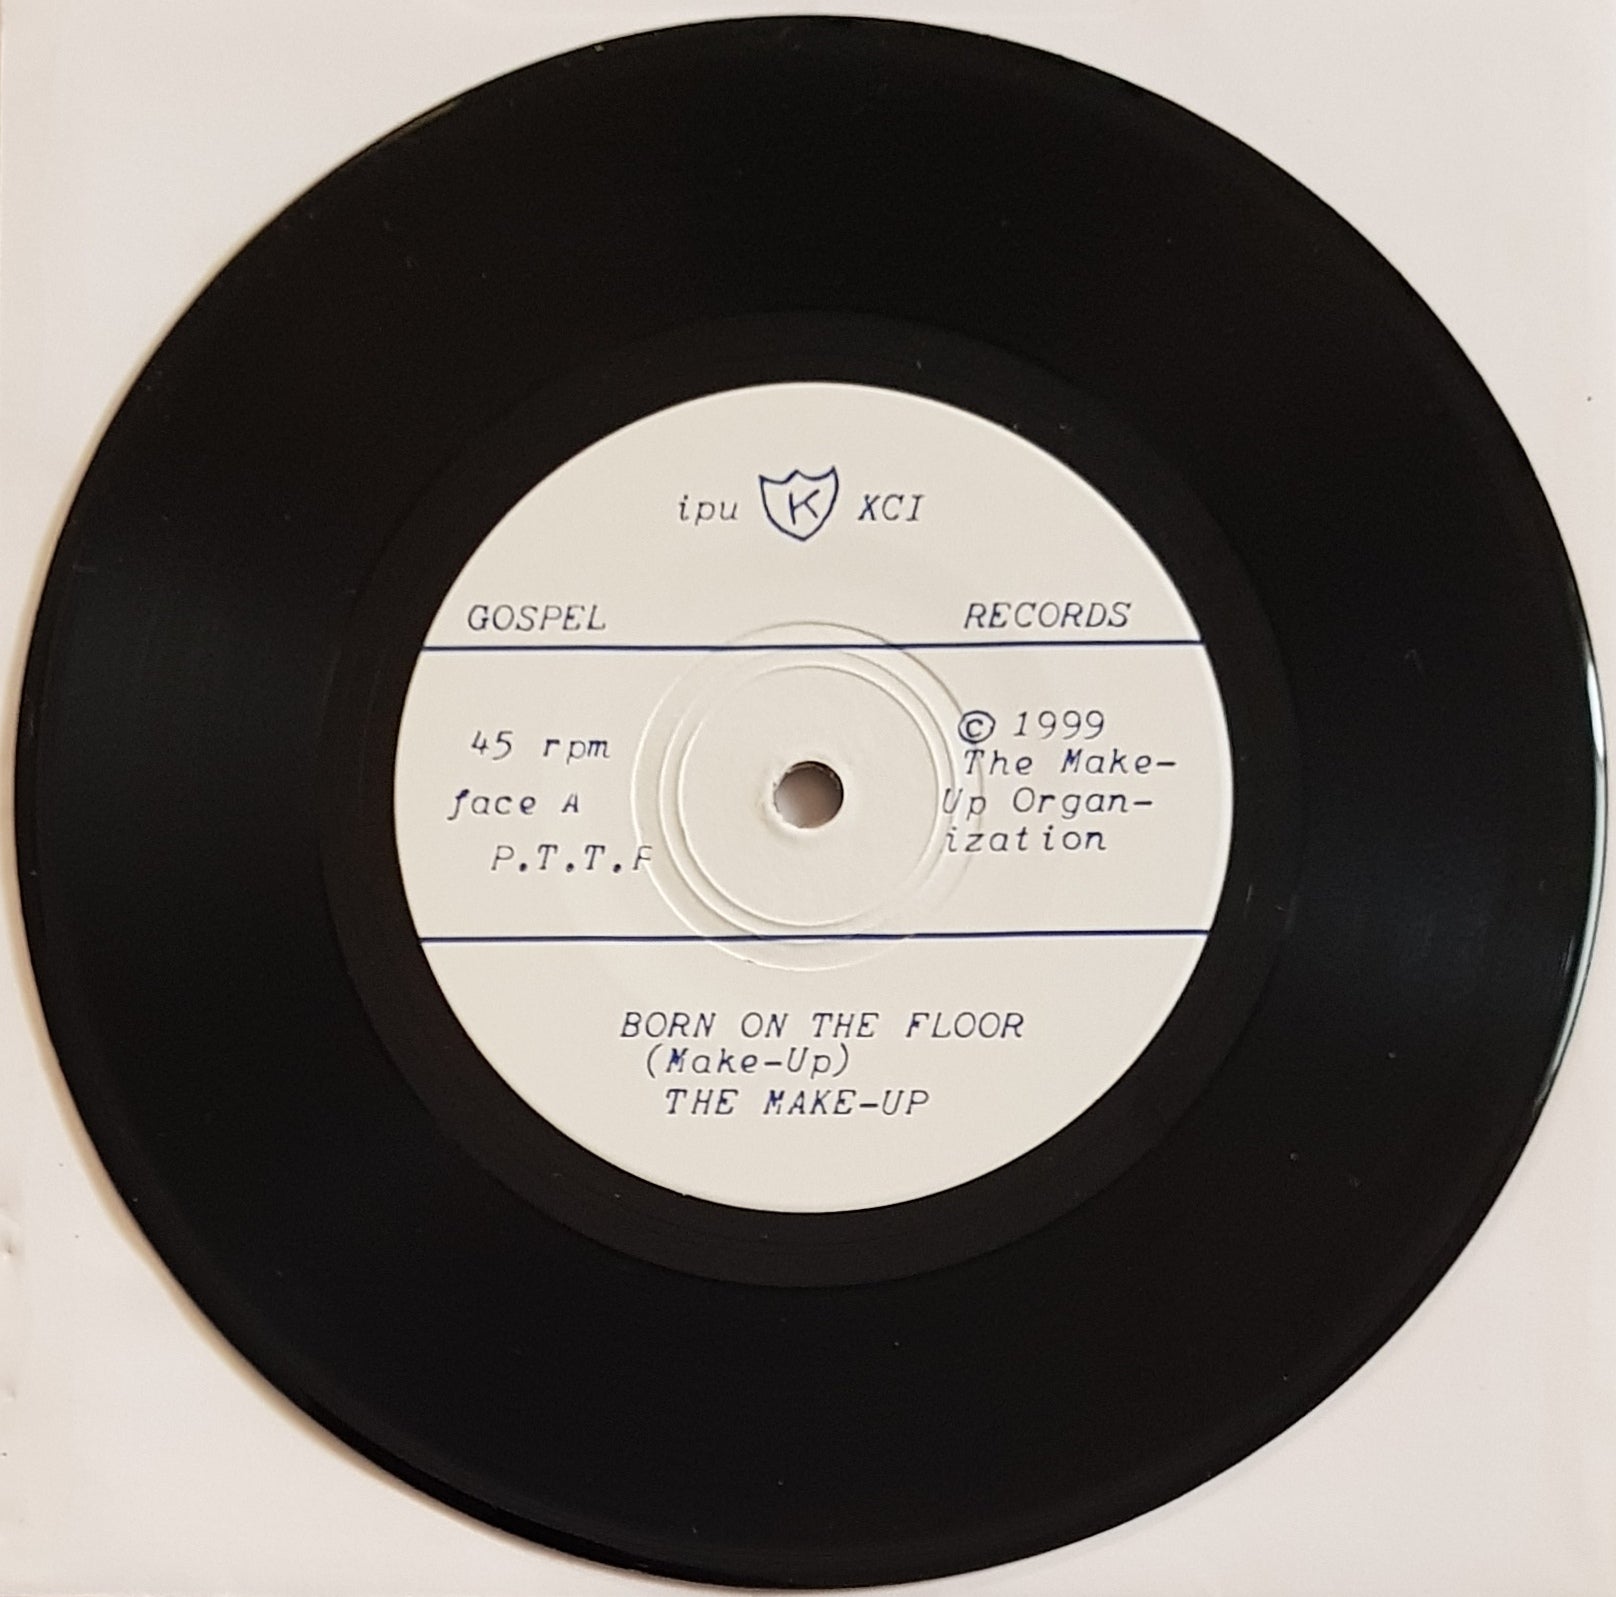 ipu K XCI
GOSPEL RECORDS
45 rpm
face A
P.T.T.F
© 1999
The Make-
Up Organ-
ization
BORN ON THE FLOOR
(Make-Up)
THE MAKE-UP